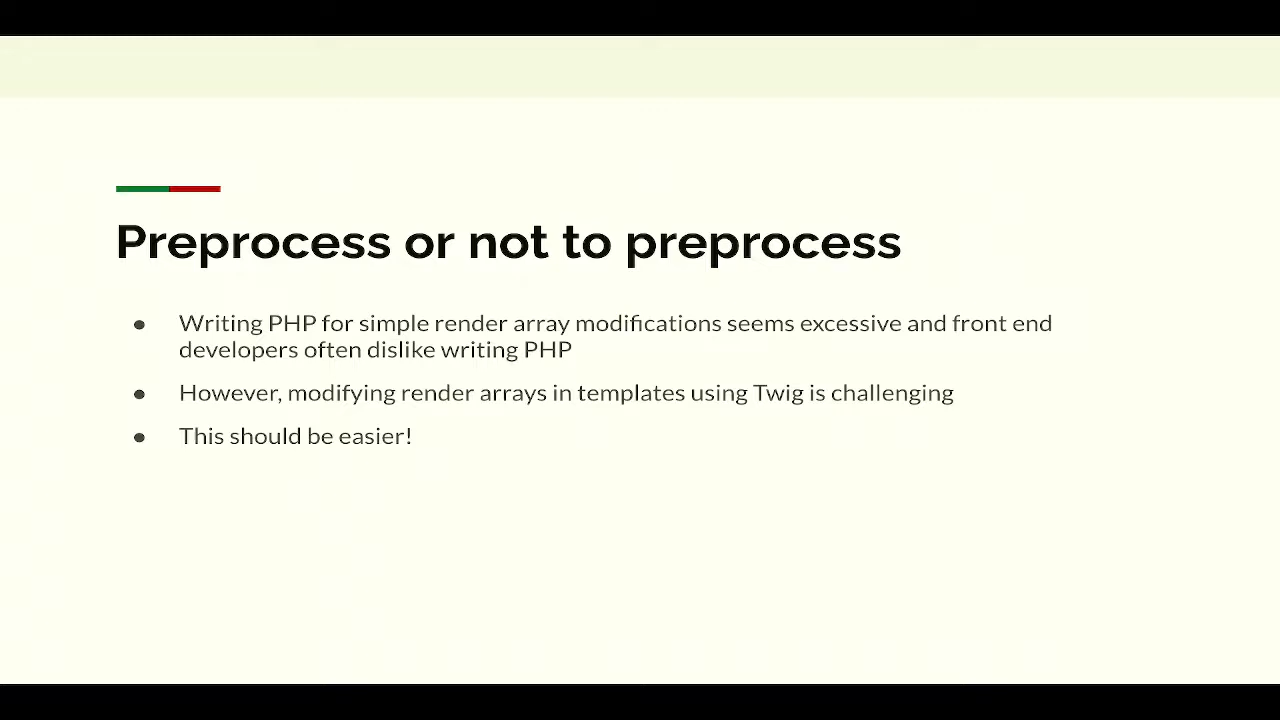 Preprocess or not to preprocess
● Writing PHP for simple render array modifications seems excessive and front end
developers often dislike writing PHP
● However, modifying render arrays in templates using Twig is challenging
● This should be easier!